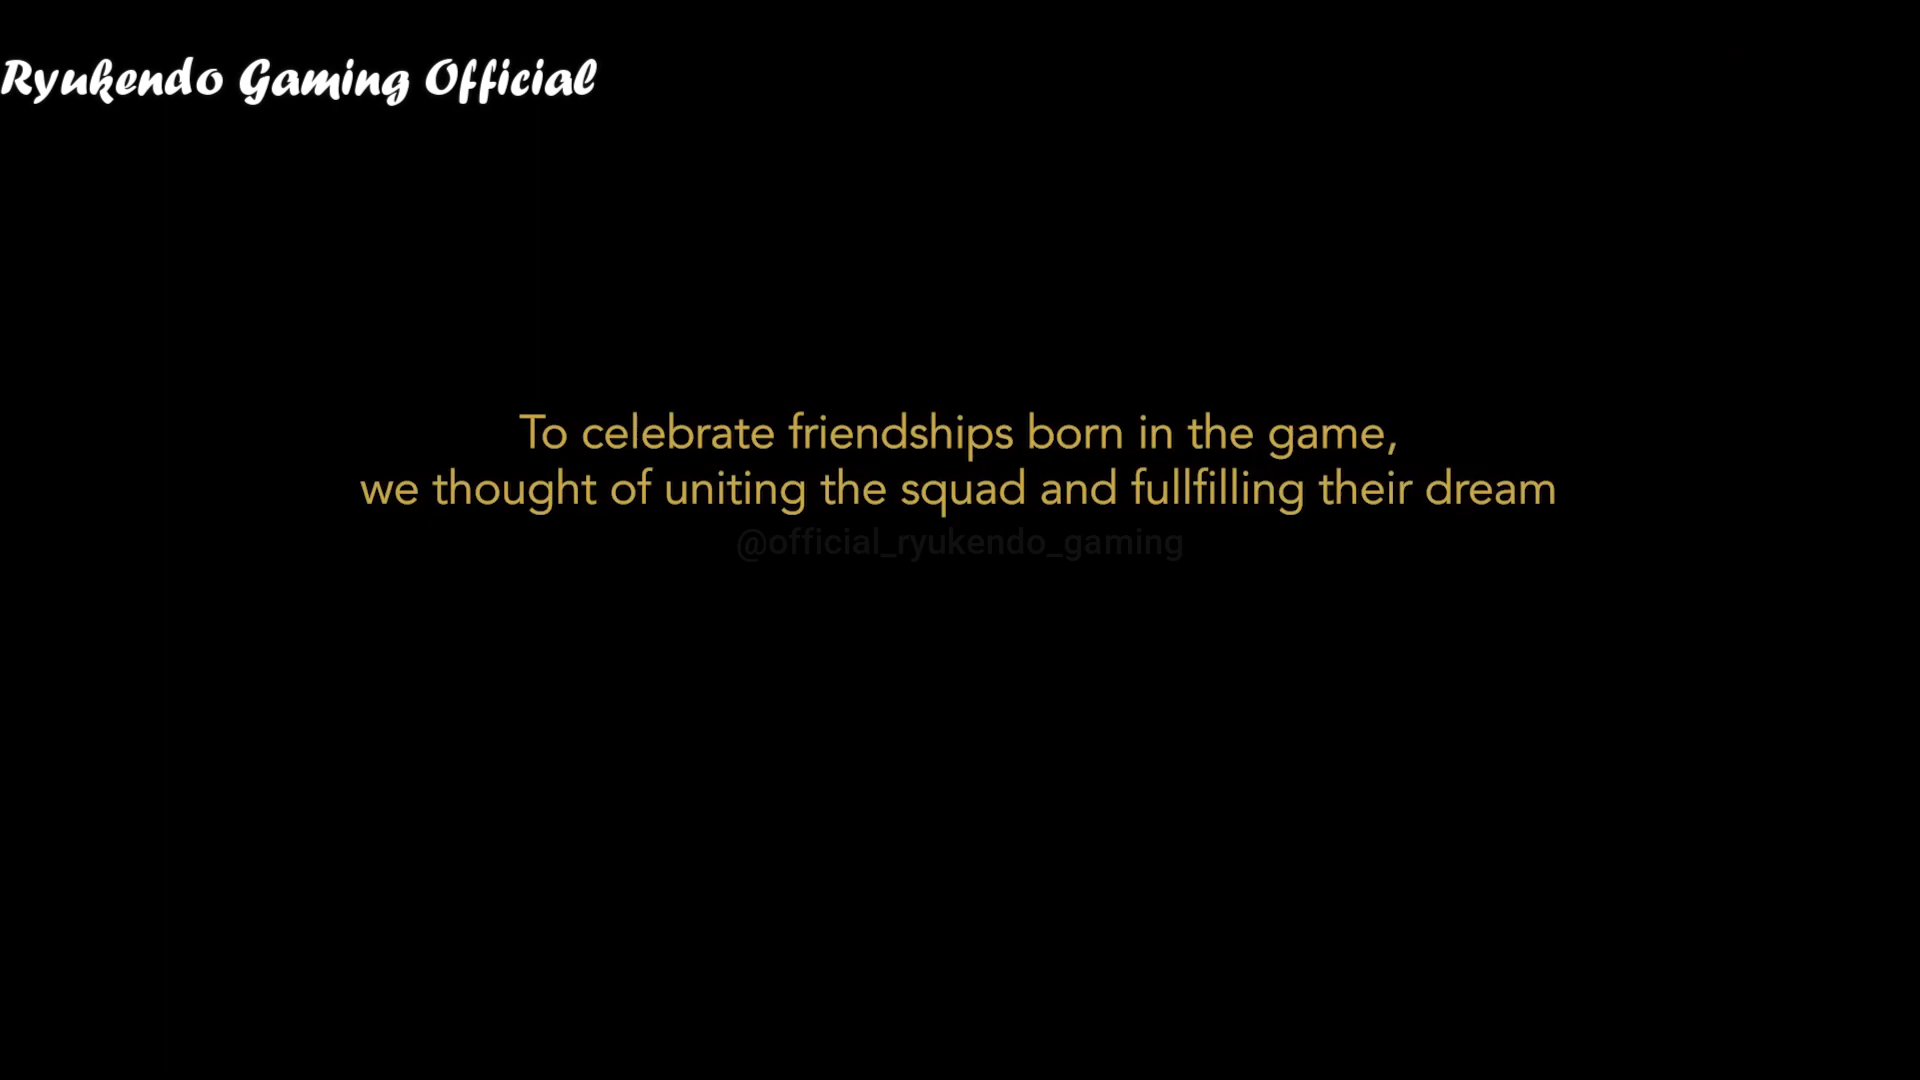 Ryukendo Gaming Official
To celebrate friendships born in the game,
we thought of uniting the squad and fullfilling their dream
@official_ryukendo_gaming